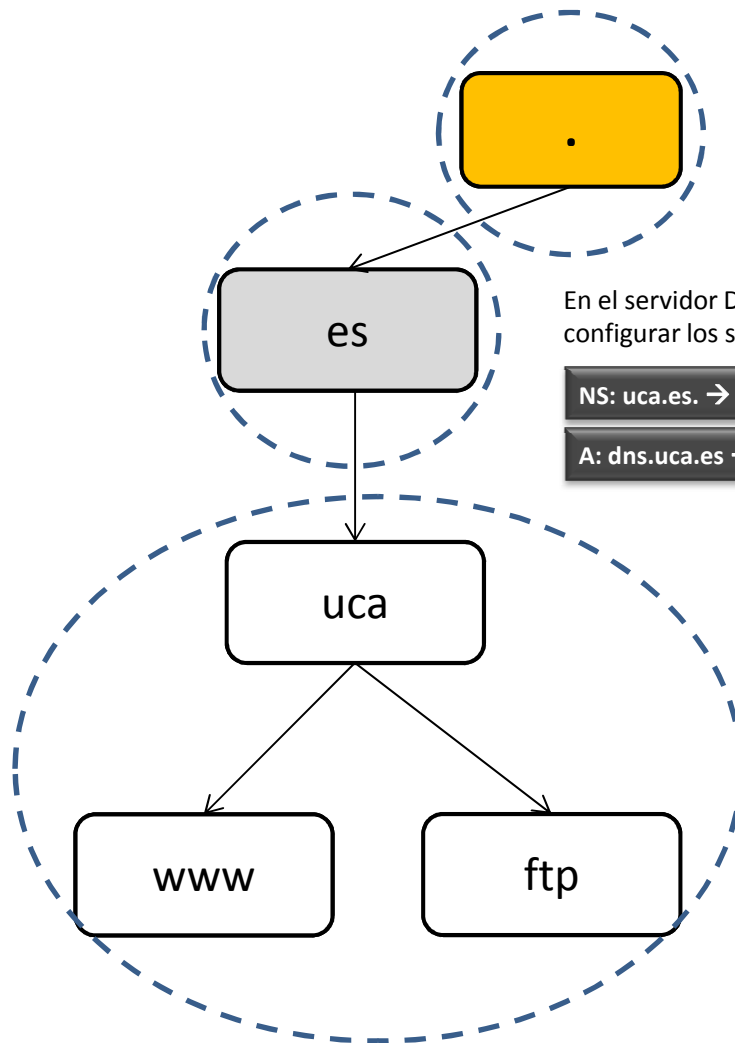 .
es
En el servidor D
configurar los s
NS: uca.es. →
A: dns.uca.es
uca
www
ftp